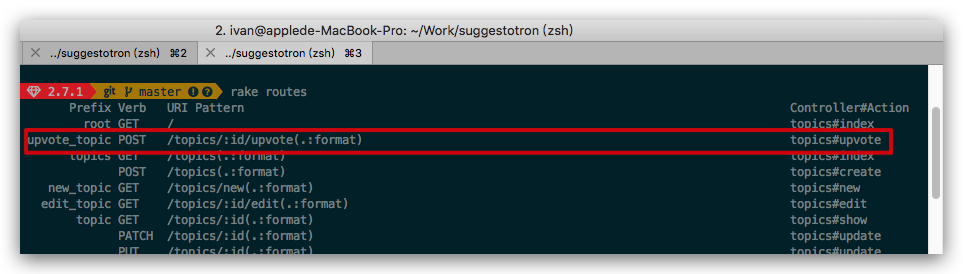 2. ivan@applede-MacBook-Pro: ~/Work/suggestotron (zsh)
× ../suggestotron (zsh) ⌘2 × ../suggestotron (zsh) ⌘3
2.7.1 git master rake routes
Prefix Verb URI Pattern Controller#Action
root GET / topics#index
upvote_topic POST /topics/:id/upvote(.:format) topics#upvote
topics GET /topics(.:format) topics#index
POST /topics(.:format) topics#create
new_topic GET /topics/new(.:format) topics#new
edit_topic GET /topics/:id/edit(.:format) topics#edit
topic GET /topics/:id(.:format) topics#show
PATCH /topics/:id(.:format) topics#update
PUT /topics/:id(.:format) topics#update